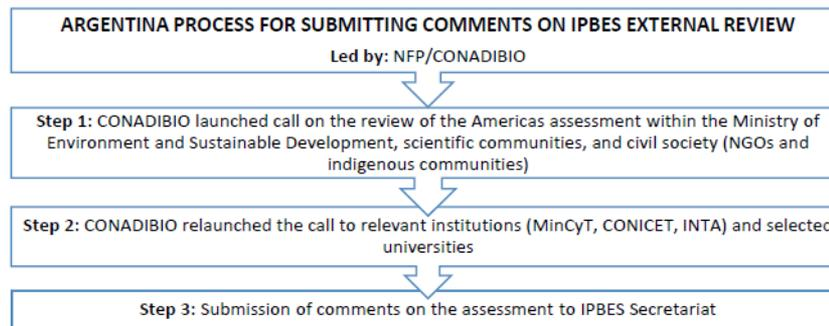 ARGENTINA PROCESS FOR SUBMITTING COMMENTS ON IPBES EXTERNAL REVIEW
Led by: NFP/CONADIBIO
Step 1: CONADIBIO launched call on the review of the Americas assessment within the Ministry of
Environment and Sustainable Development, scientific communities, and civil society (NGOs and
indigenous communities)
Step 2: CONADIBIO relaunched the call to relevant institutions (MinCyT, CONICET, INTA) and selected
universities
Step 3: Submission of comments on the assessment to IPBES Secretariat